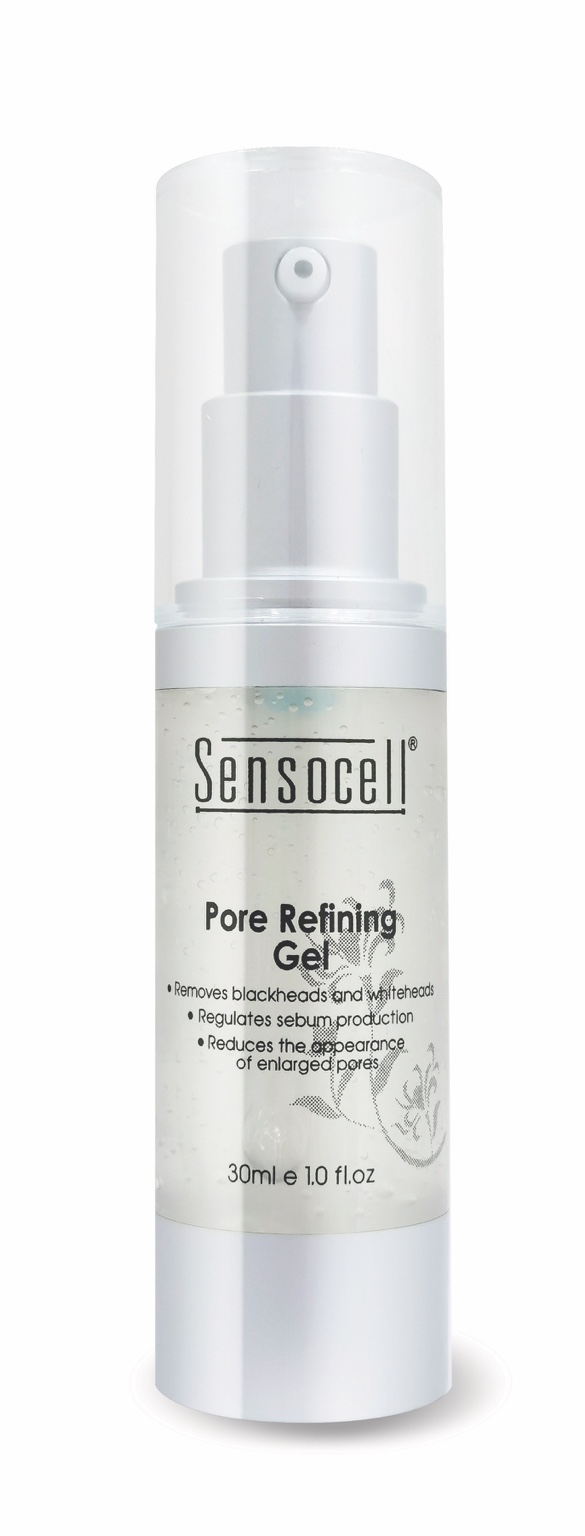 Sensocell®
Pore Refining
Gel
• Removes blackheads and whiteheads
• Regulates sebum production
• Reduces the appearance
of enlarged pores
30ml e 1.0 fl.oz